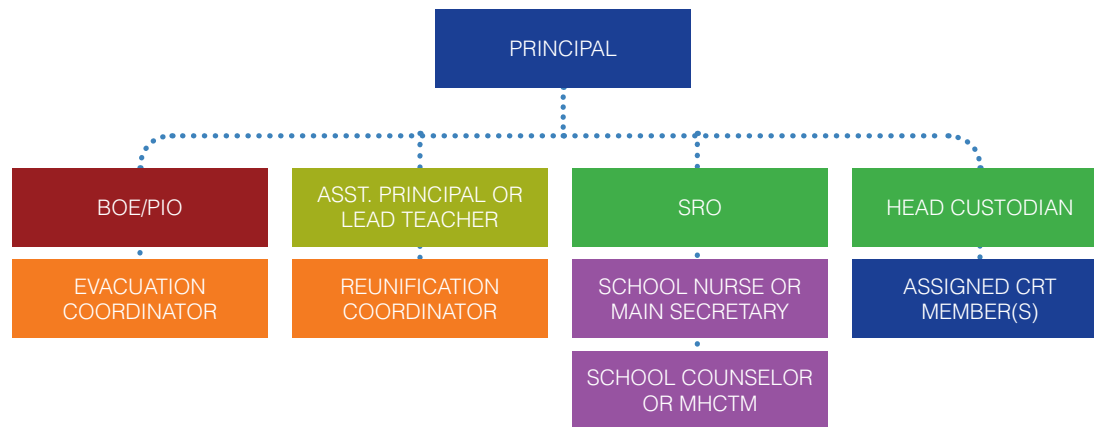 PRINCIPAL
BOE/PIO
ASST. PRINCIPAL OR
LEAD TEACHER
SRO
HEAD CUSTODIAN
EVACUATION
COORDINATOR
REUNIFICATION
COORDINATOR
SCHOOL NURSE OR
MAIN SECRETARY
ASSIGNED CRT
MEMBER(S)
SCHOOL COUNSELOR
OR MHCTM